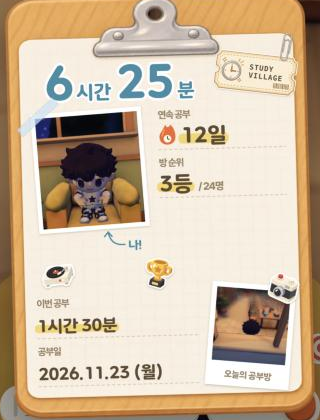 6시간 25분
STUDY
VILLAGE
연속 공부
12일
방 순위
3등 / 24명
나!
이번 공부
1시간 30분
공부일
2026.11.23 (월)
오늘의 공부방